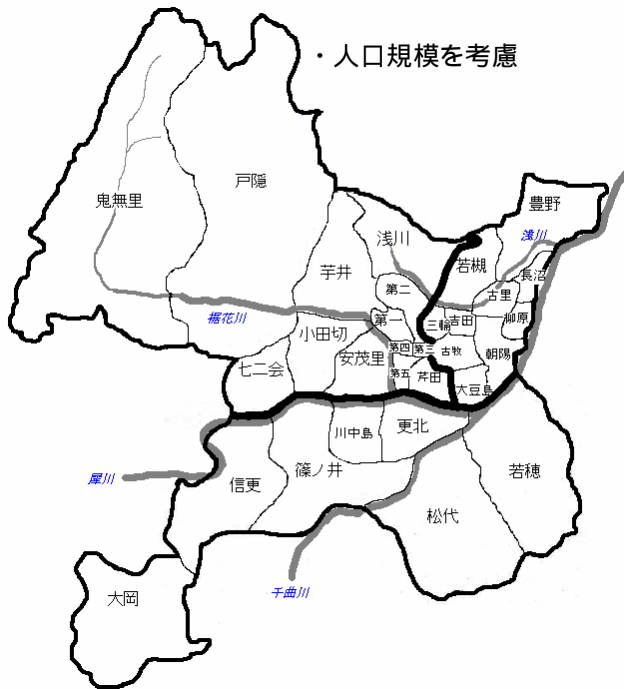 ・人口規模を考慮
鬼無里
戸隠
豊野
浅川
浅川
若槻
長沼
芋井
第二
古里
裾花川
第一
三輪
吉田
柳原
小田切
安茂里
第四
第三
古牧
朝陽
七二会
第五
芹田
大豆島
川中島
更北
犀川
信更
篠ノ井
若穂
松代
千曲川
大岡